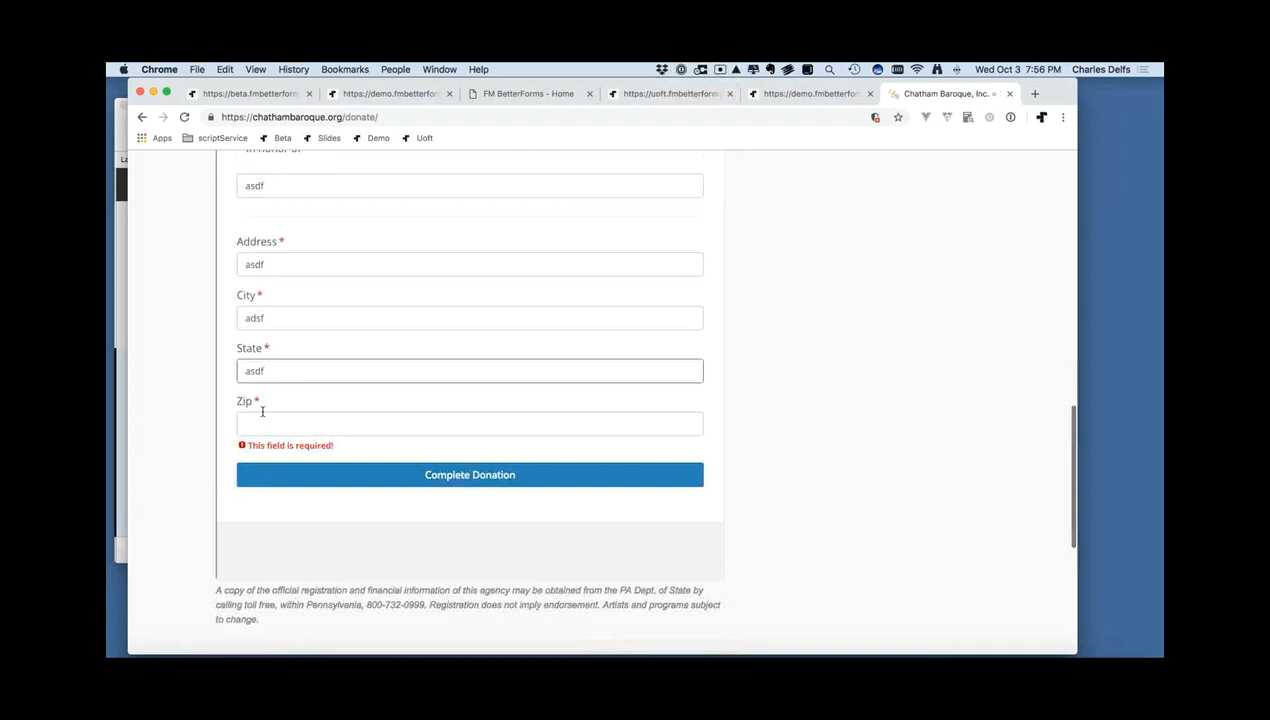 Chrome File Edit View History Bookmarks People Window Help Wed Oct 3 7:56 PM Charles Delfs
https://beta.fmbetterform https://demo.fmbetterfor FM BetterForms - Home https://uoft.fmbetterforms https://demo.fmbetterfor Chatham Baroque, Inc. »
https://chathambaroque.org/donate/
Apps scriptService Beta Slides Demo Uoft
La
in honor of
asdf
Address *
asdf
City *
adsf
State *
asdf
Zip *
This field is required!
Complete Donation
A copy of the official registration and financial information of this agency may be obtained from the PA Dept. of State by
calling toll free, within Pennsylvania, 800-732-0999. Registration does not imply endorsement. Artists and programs subject
to change.